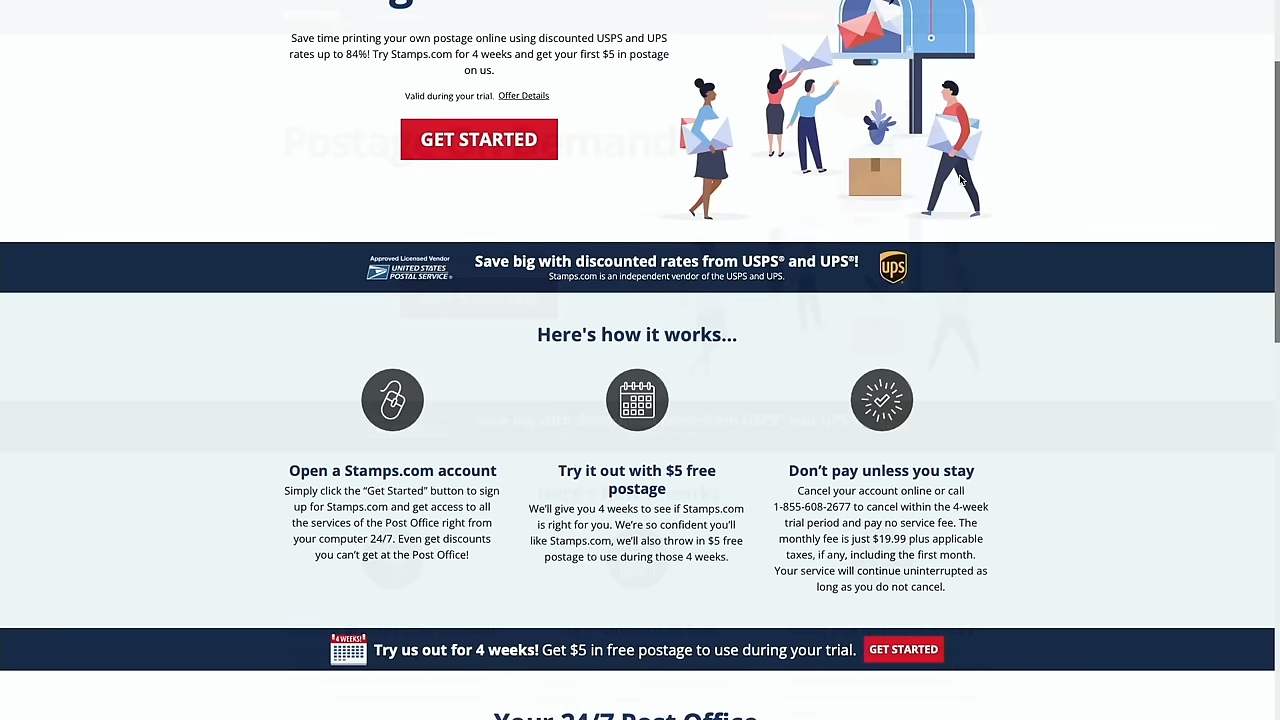 Save time printing your own postage online using discounted USPS and UPS
rates up to 84%! Try Stamps.com for 4 weeks and get your first $5 in postage
on us.
Valid during your trial. Offer Details
GET STARTED
Approved Licensed Vendor
UNITED STATES
POSTAL SERVICE®
Save big with discounted rates from USPS® and UPS®!
Stamps.com is an independent vendor of the USPS and UPS.
ups
Here's how it works...
Open a Stamps.com account
Simply click the “Get Started” button to sign
up for Stamps.com and get access to all
the services of the Post Office right from
your computer 24/7. Even get discounts
you can’t get at the Post Office!
Try it out with $5 free
postage
We’ll give you 4 weeks to see if Stamps.com
is right for you. We’re so confident you’ll
like Stamps.com, we’ll also throw in $5 free
postage to use during those 4 weeks.
Don’t pay unless you stay
Cancel your account online or call
1-855-608-2677 to cancel within the 4-week
trial period and pay no service fee. The
monthly fee is just $19.99 plus applicable
taxes, if any, including the first month.
Your service will continue uninterrupted as
long as you do not cancel.
4 WEEKS!
Try us out for 4 weeks! Get $5 in free postage to use during your trial.
GET STARTED
Your 24/7 Post Office